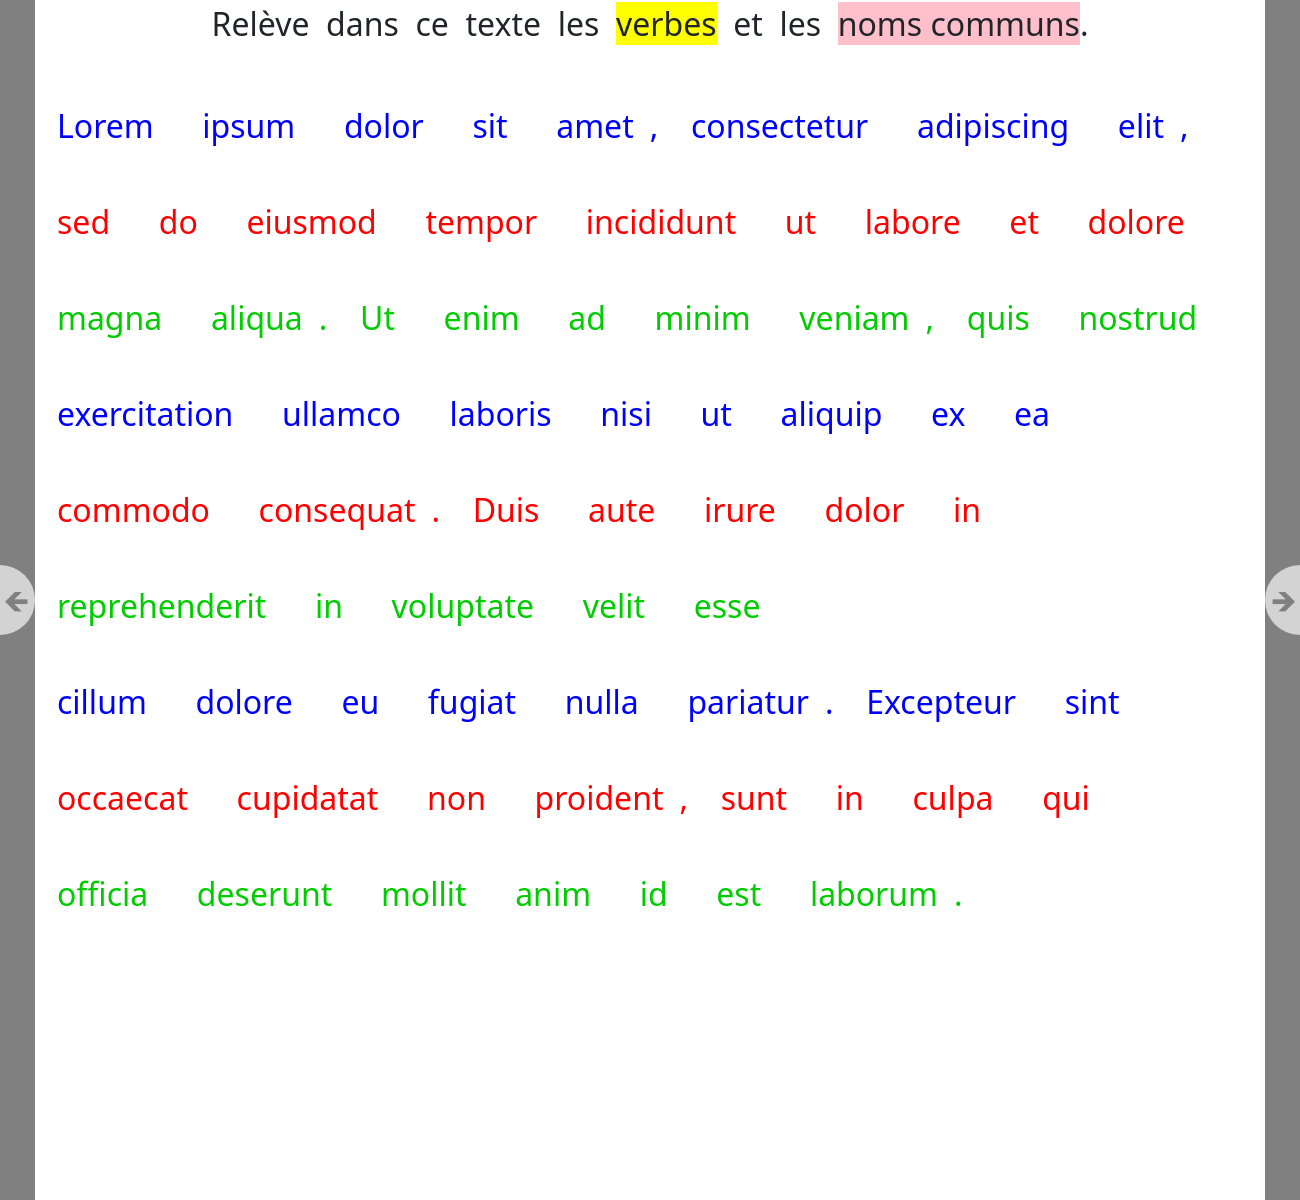 Relève dans ce texte les verbes et les noms communs.
Lorem ipsum dolor sit amet , consectetur adipiscing elit ,
sed do eiusmod tempor incididunt ut labore et dolore
magna aliqua . Ut enim ad minim veniam , quis nostrud
exercitation ullamco laboris nisi ut aliquip ex ea
commodo consequat . Duis aute irure dolor in
reprehenderit in voluptate velit esse
cillum dolore eu fugiat nulla pariatur . Excepteur sint
occaecat cupidatat non proident , sunt in culpa qui
officia deserunt mollit anim id est laborum .